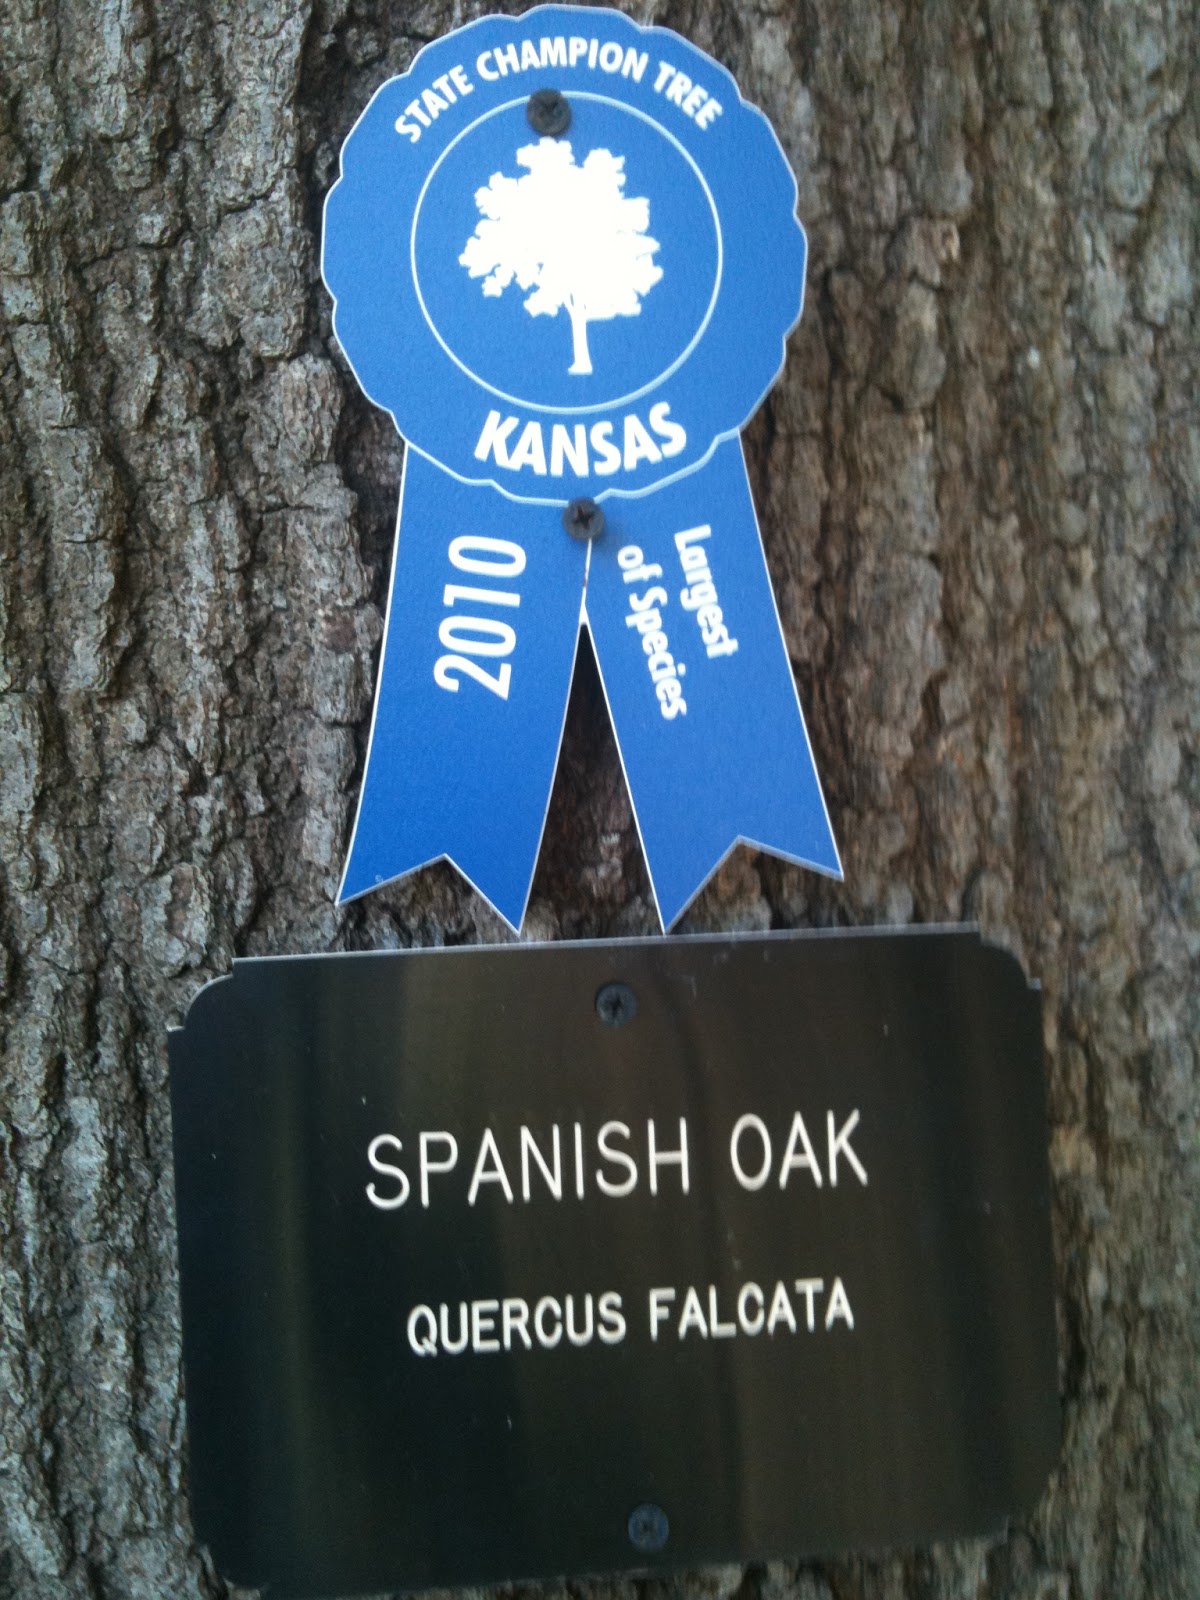 STATE CHAMPION TREE
KANSAS
2010
Largest
of Species
SPANISH OAK
QUERCUS FALCATA